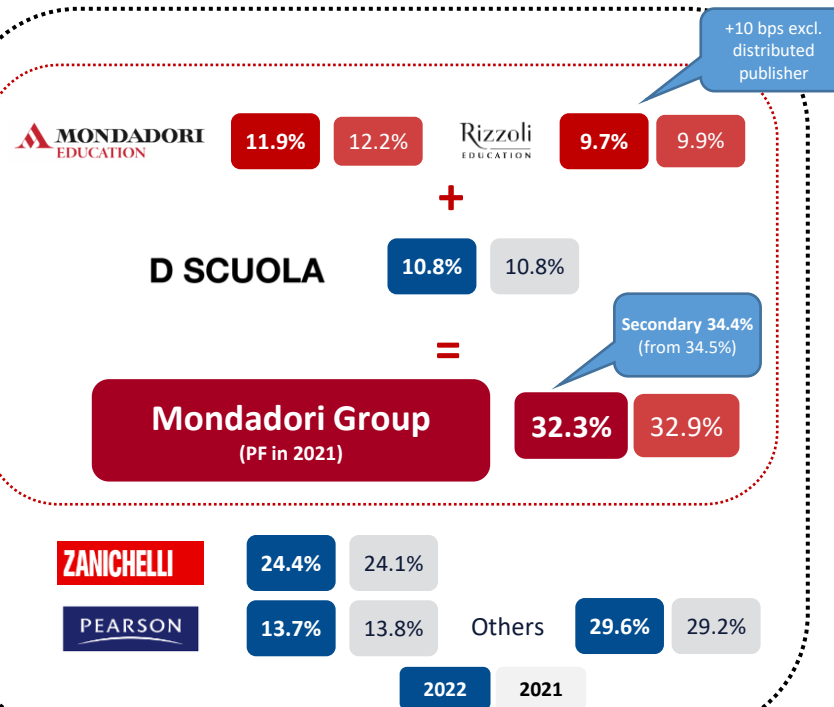 +10 bps excl.
distributed
publisher
MONDADORI
EDUCATION
11.9%
12.2%
Rizzoli
EDUCATION
9.7%
9.9%
+
D SCUOLA
10.8%
10.8%
=
Secondary 34.4%
(from 34.5%)
Mondadori Group
(PF in 2021)
32.3%
32.9%
ZANICHELLI
24.4%
24.1%
PEARSON
13.7%
13.8%
Others
29.6%
29.2%
2022
2021